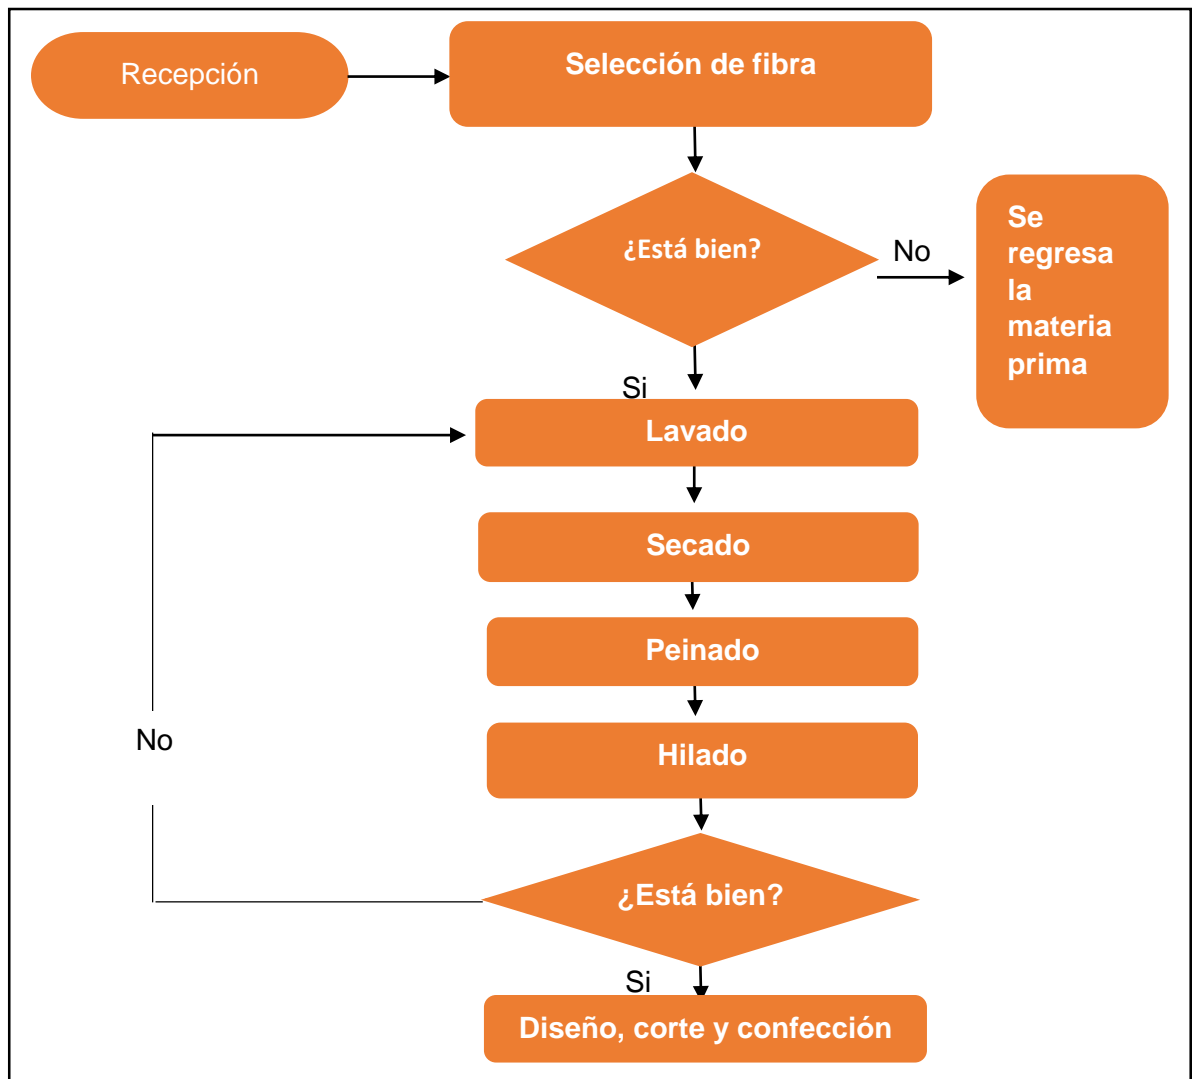 Recepción
Selección de fibra
¿Está bien?
No
Se
regresa
la
materia
prima
Si
Lavado
Secado
Peinado
No
Hilado
¿Está bien?
Si
Diseño, corte y confección